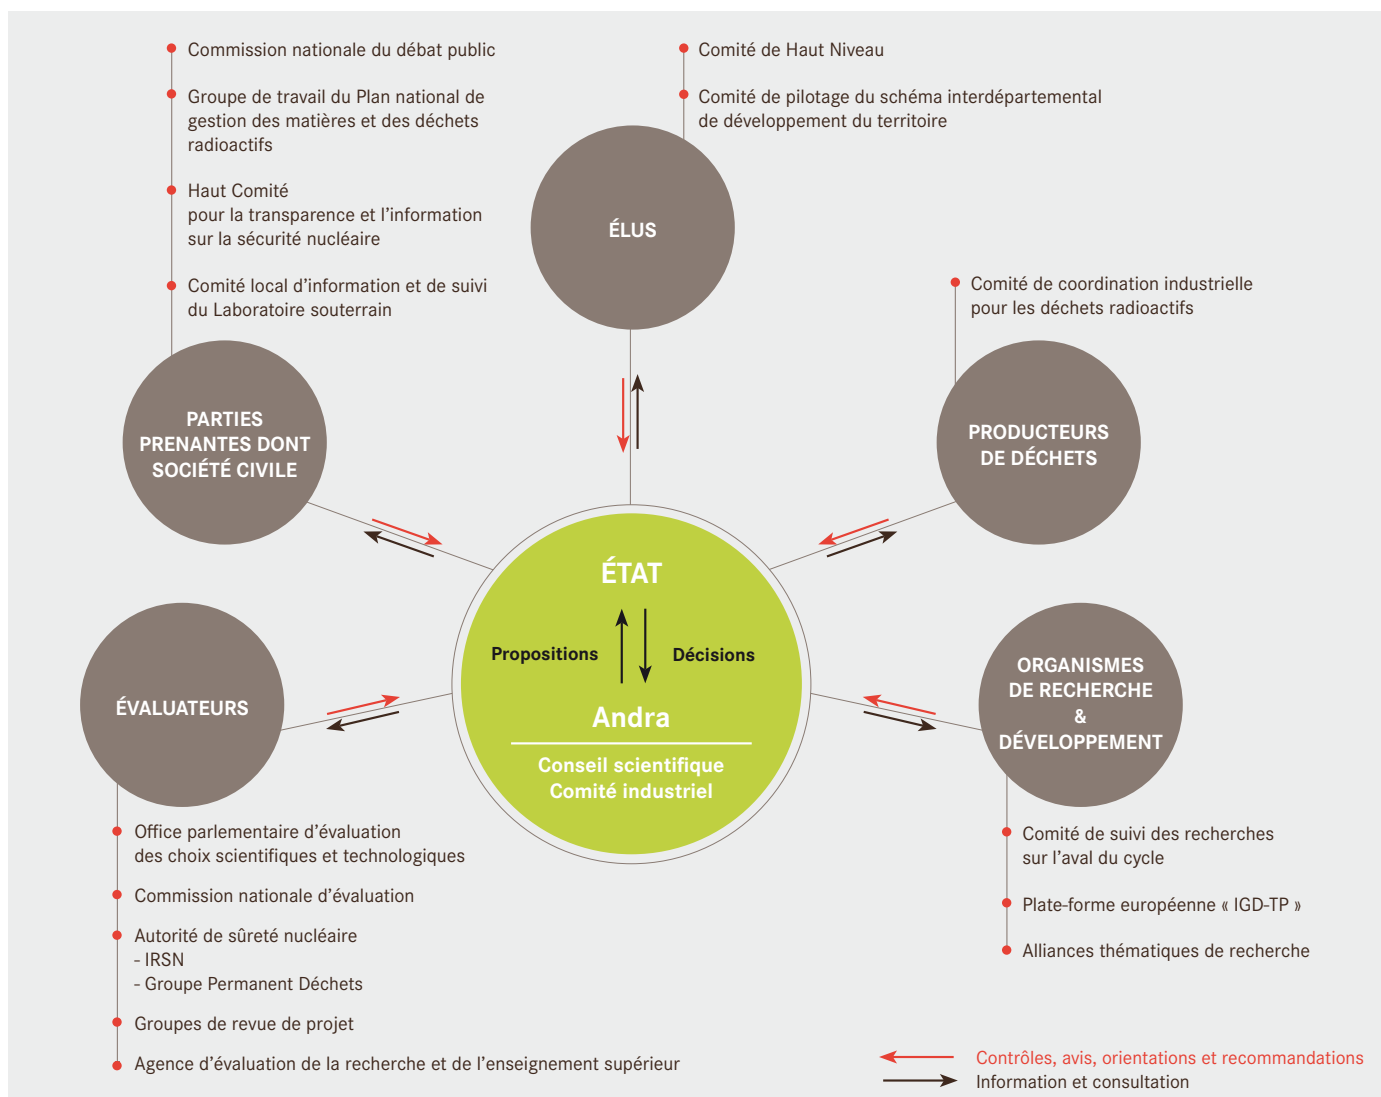 Commission nationale du débat public
Groupe de travail du Plan national de
gestion des matières et des déchets
radioactifs
Haut Comité
pour la transparence et l'information
sur la sécurité nucléaire
Comité local d'information et de suivi
du Laboratoire souterrain
PARTIES
PRENANTES DONT
SOCIÉTÉ CIVILE
Comité de Haut Niveau
Comité de pilotage du schéma interdépartemental
de développement du territoire
ÉLUS
Comité de coordination industrielle
pour les déchets radioactifs
PRODUCTEURS
DE DÉCHETS
ÉTAT
Propositions
Décisions
Andra
Conseil scientifique
Comité industriel
ÉVALUATEURS
Office parlementaire d'évaluation
des choix scientifiques et technologiques
Commission nationale d'évaluation
Autorité de sûreté nucléaire
- IRSN
- Groupe Permanent Déchets
Groupes de revue de projet
Agence d'évaluation de la recherche et de l'enseignement supérieur
ORGANISMES
DE RECHERCHE
&
DÉVELOPPEMENT
Comité de suivi des recherches
sur l'aval du cycle
Plate-forme européenne « IGD-TP »
Alliances thématiques de recherche
Contrôles, avis, orientations et recommandations
Information et consultation